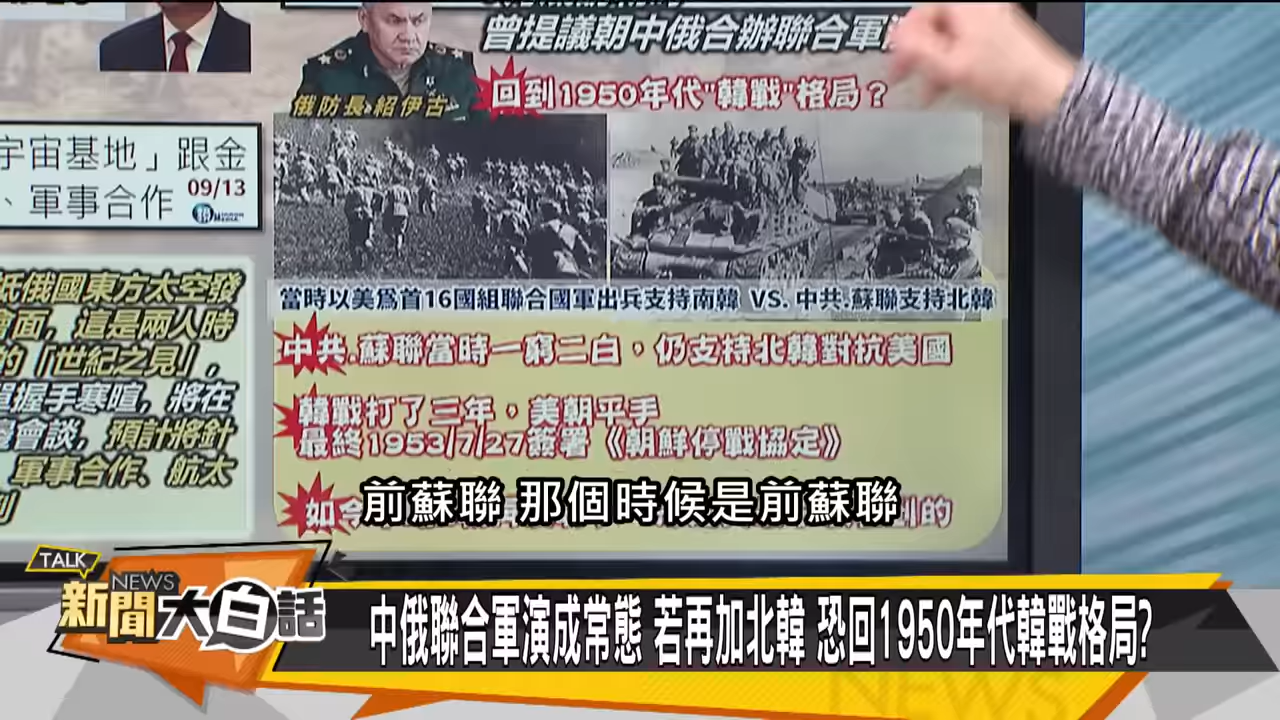 曾提議朝中俄合辦聯合軍
回到1950年代"韓戰"格局?
俄防長.紹伊古
宇宙基地」跟金
、軍事合作 09/13
當時以美為首16國組聯合國軍出兵支持南韓 VS. 中共.蘇聯支持北韓
抵俄國東方太空發
會面, 這是兩人時
的「世紀之見」,
單握手寒暄, 將在
會談, 預計將針
軍事合作、航太
中共.蘇聯當時一窮二白,仍支持北韓對抗美國
韓戰打了三年,美朝平手
最終1953/7/27簽署《朝鮮停戰協定》
如今
的
前蘇聯 那個時候是前蘇聯
TALK
NEWS
新聞大白話
中俄聯合軍演成常態 若再加北韓 恐回1950年代韓戰格局?
NEWS